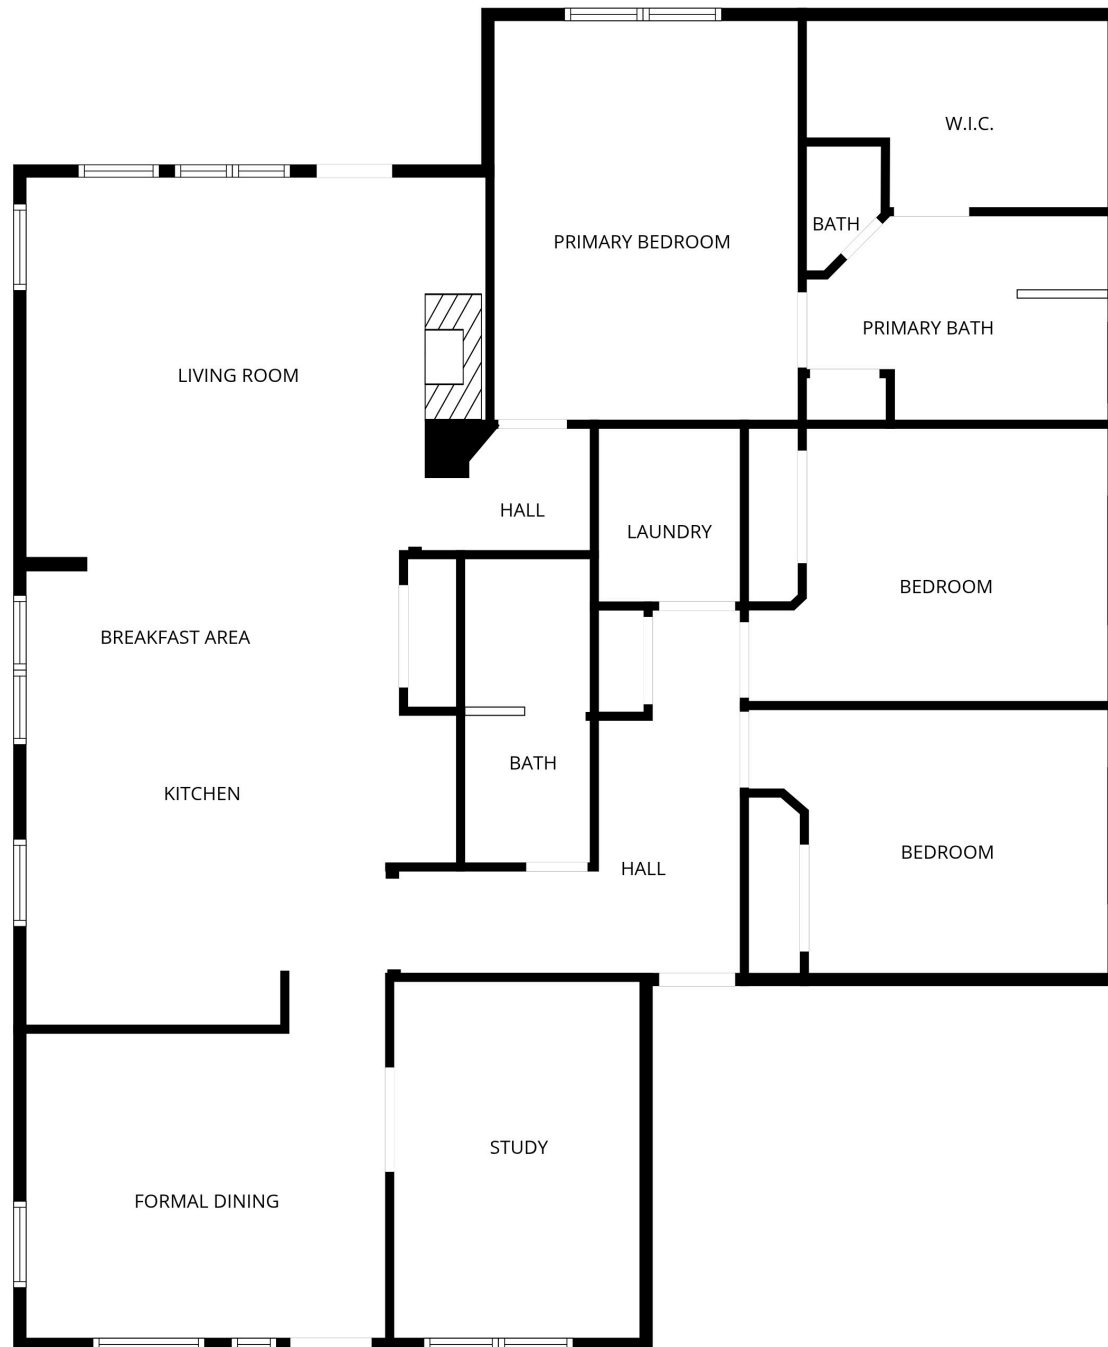 W.I.C.
BATH
PRIMARY BEDROOM
PRIMARY BATH
LIVING ROOM
HALL
LAUNDRY
BEDROOM
BREAKFAST AREA
BATH
KITCHEN
BEDROOM
HALL
STUDY
FORMAL DINING